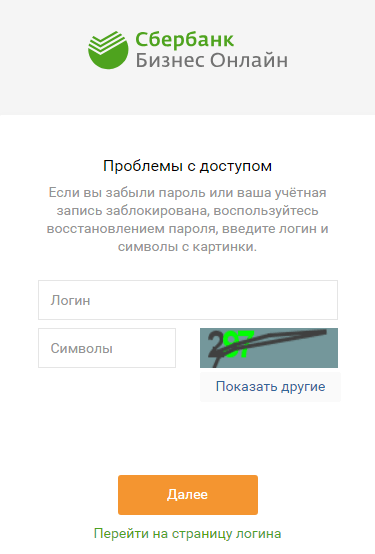 Сбербанк
Бизнес Онлайн
Проблемы с доступом
Если вы забыли пароль или ваша учётная
запись заблокирована, воспользуйтесь
восстановлением пароля, введите логин и
символы с картинки.
Логин
Символы
Показать другие
Далее
Перейти на страницу логина